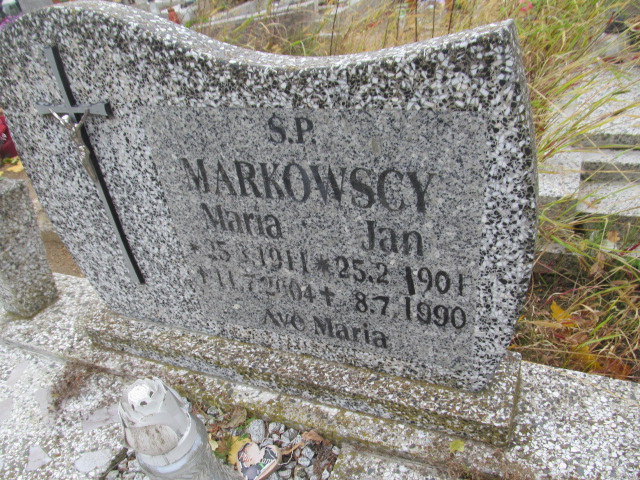 Ś.P.
MARKOWSCY
Maria Jan
*25.3.1911 *25.2 1901
+11.7.2004 + 8.7.1990
Ave Maria